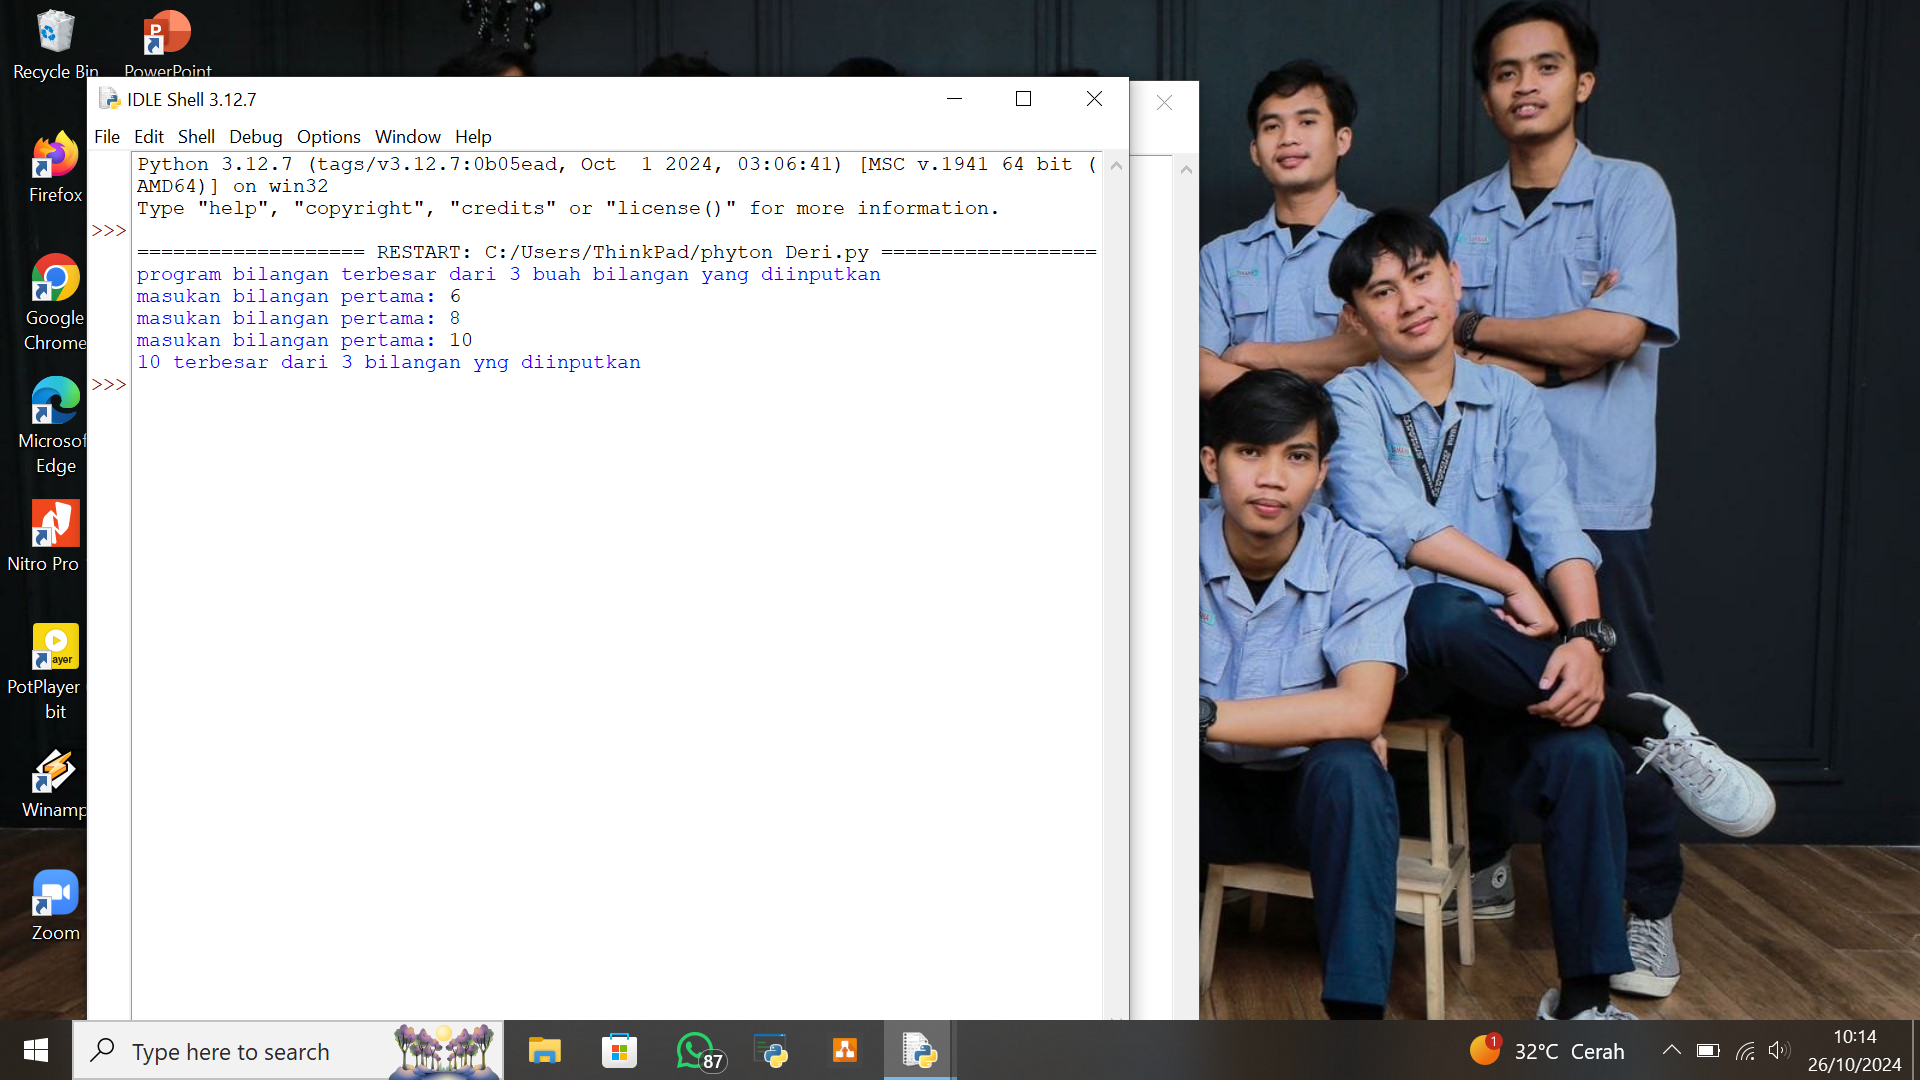 Recycle Bin
PowerPoint
Firefox
Google
Chrome
Microsof
Edge
Nitro Pro
ayer
PotPlayer
bit
Winamp
Zoom
IDLE Shell 3.12.7
File Edit Shell Debug Options Window Help
Python 3.12.7 (tags/v3.12.7:0b05ead, Oct  1 2024, 03:06:41) [MSC v.1941 64 bit (
AMD64)] on win32
Type "help", "copyright", "credits" or "license()" for more information.
>>>
=================== RESTART: C:/Users/ThinkPad/phyton Deri.py ==================
program bilangan terbesar dari 3 buah bilangan yang diinputkan
masukan bilangan pertama: 6
masukan bilangan pertama: 8
masukan bilangan pertama: 10
10 terbesar dari 3 bilangan yng diinputkan
>>>
Type here to search
87
1
32°C Cerah
10:14
26/10/2024